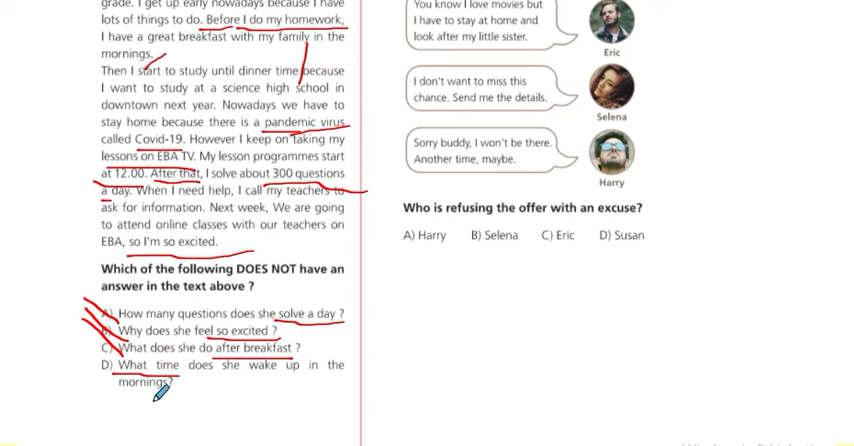 grade. I get up early nowadays because I have
lots of things to do. Before I do my homework,
I have a great breakfast with my family in the
mornings.
Then I start to study until dinner time because
I want to study at a science high school in
downtown next year. Nowadays we have to
stay home because there is a pandemic virus
called Covid-19. However I keep on taking my
lessons on EBA TV. My lesson programmes start
at 12.00. After that, I solve about 300 questions
a day. When I need help, I call my teachers to
ask for information. Next week, We are going
to attend online classes with our teachers on
EBA, so I'm so excited.
Which of the following DOES NOT have an
answer in the text above ?
A) How many questions does she solve a day ?
B) Why does she feel so excited ?
C) What does she do after breakfast ?
D) What time does she wake up in the
mornings?
You know I love movies but
I have to stay at home and
look after my little sister.
Eric
I don't want to miss this
chance. Send me the details.
Selena
Sorry buddy, I won't be there.
Another time, maybe.
Harry
Who is refusing the offer with an excuse?
A) Harry B) Selena C) Eric D) Susan